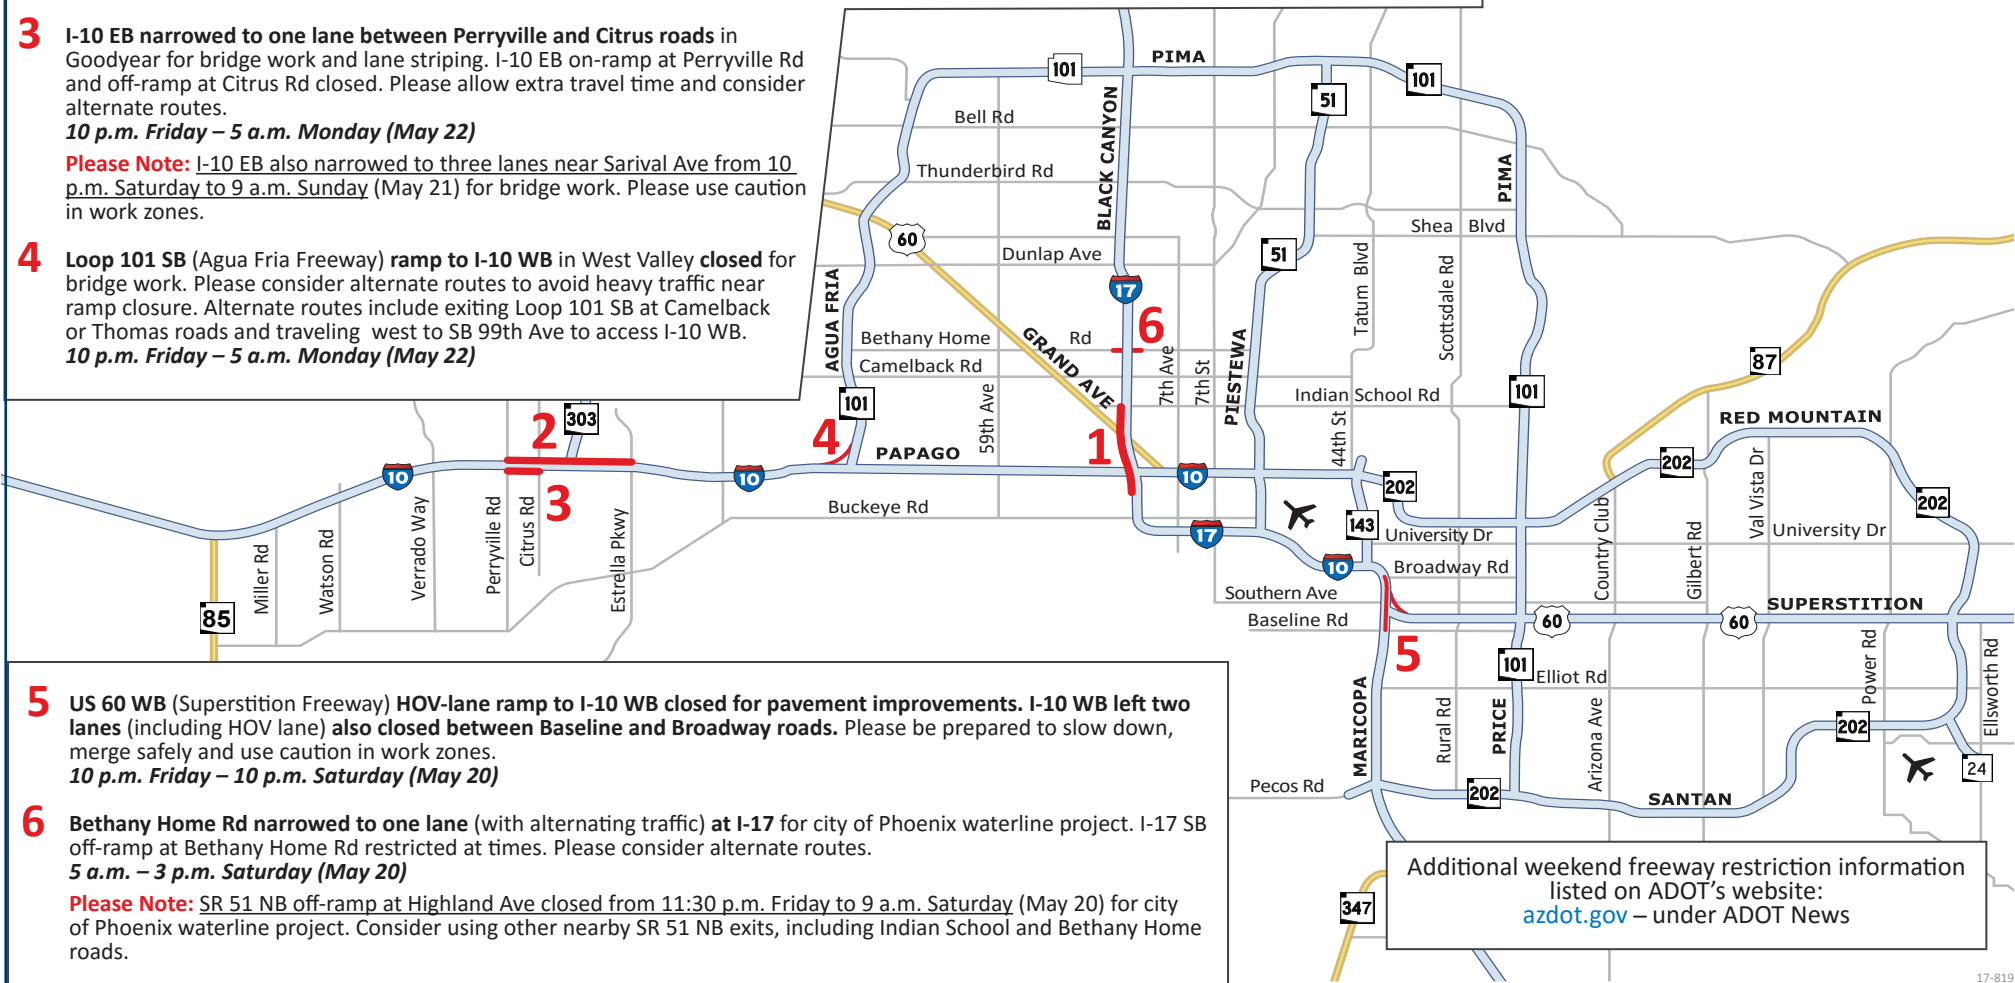 3
I-10 EB narrowed to one lane between Perryville and Citrus roads in
Goodyear for bridge work and lane striping. I-10 EB on-ramp at Perryville Rd
and off-ramp at Citrus Rd closed. Please allow extra travel time and consider
alternate routes.
10 p.m. Friday – 5 a.m. Monday (May 22)
Please Note: I-10 EB also narrowed to three lanes near Sarival Ave from 10
p.m. Saturday to 9 a.m. Sunday (May 21) for bridge work. Please use caution
in work zones.
4
Loop 101 SB (Agua Fria Freeway) ramp to I-10 WB in West Valley closed for
bridge work. Please consider alternate routes to avoid heavy traffic near
ramp closure. Alternate routes include exiting Loop 101 SB at Camelback
or Thomas roads and traveling  west to SB 99th Ave to access I-10 WB.
10 p.m. Friday – 5 a.m. Monday (May 22)
101
PIMA
101
51
Bell Rd
BLACK CANYON
Thunderbird Rd
PIMA
60
Shea Blvd
Dunlap Ave
51
17
AGUA FRIA
Tatum Blvd
Scottsdale Rd
6
Bethany Home Rd
GRAND AVE
PIESTEWA
Camelback Rd
7th Ave
7th St
87
101
59th Ave
Indian School Rd
101
RED MOUNTAIN
303
2
4
1
44th St
PAPAGO
10
10
10
202
202
Val Vista Dr
202
3
Buckeye Rd
143
17
University Dr
University Dr
10
Broadway Rd
Miller Rd
Watson Rd
Verrado Way
Perryville Rd
Citrus Rd
Estrella Pkwy
Country Club
Gilbert Rd
Southern Ave
SUPERSTITION
85
Baseline Rd
60
60
5
101
Elliot Rd
Power Rd
Ellsworth Rd
MARICOPA
Rural Rd
PRICE
Arizona Ave
202
24
Pecos Rd
202
SANTAN
347
5
US 60 WB (Superstition Freeway) HOV-lane ramp to I-10 WB closed for pavement improvements. I-10 WB left two
lanes (including HOV lane) also closed between Baseline and Broadway roads. Please be prepared to slow down,
merge safely and use caution in work zones.
10 p.m. Friday – 10 p.m. Saturday (May 20)
6
Bethany Home Rd narrowed to one lane (with alternating traffic) at I-17 for city of Phoenix waterline project. I-17 SB
off-ramp at Bethany Home Rd restricted at times. Please consider alternate routes.
5 a.m. – 3 p.m. Saturday (May 20)
Please Note: SR 51 NB off-ramp at Highland Ave closed from 11:30 p.m. Friday to 9 a.m. Saturday (May 20) for city
of Phoenix waterline project. Consider using other nearby SR 51 NB exits, including Indian School and Bethany Home
roads.
Additional weekend freeway restriction information
listed on ADOT’s website:
azdot.gov – under ADOT News
17-819